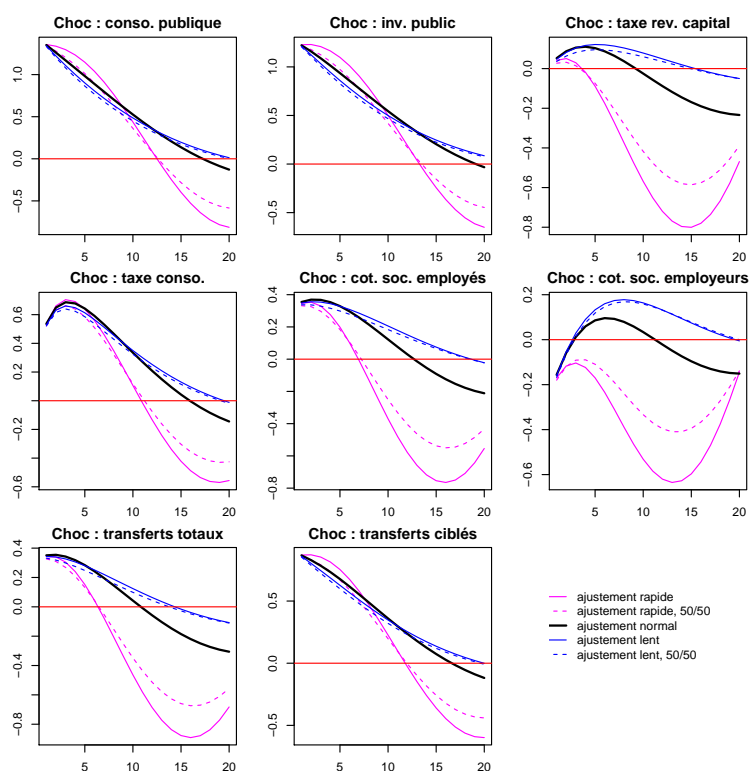 Choc : conso. publique
Choc : inv. public
Choc : taxe rev. capital
1.0
0.5
0.0
−0.5
5 10 15 20
1.0
0.5
0.0
−0.5
5 10 15 20
0.0
−0.2
−0.4
−0.6
−0.8
5 10 15 20
Choc : taxe conso.
Choc : cot. soc. employés
Choc : cot. soc. employeurs
0.6
0.2
−0.2
−0.6
5 10 15 20
0.4
0.0
−0.4
−0.8
5 10 15 20
0.2
0.0
−0.2
−0.4
−0.6
5 10 15 20
Choc : transferts totaux
Choc : transferts ciblés
0.4
0.0
−0.4
−0.8
5 10 15 20
0.5
0.0
−0.5
5 10 15 20
ajustement rapide
ajustement rapide, 50/50
ajustement normal
ajustement lent
ajustement lent, 50/50